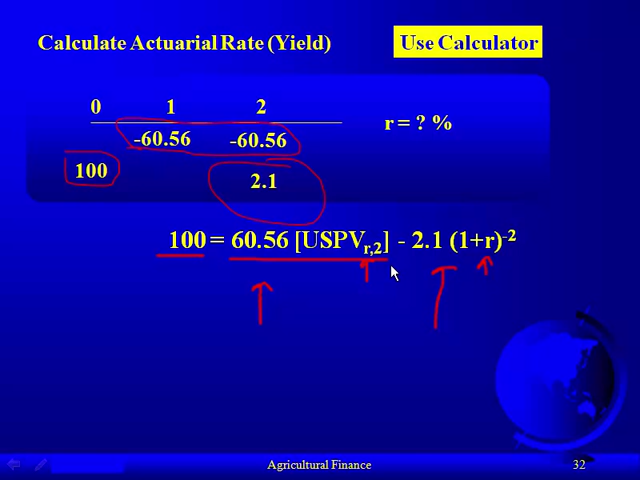 Calculate Actuarial Rate (Yield) Use Calculator
0 1 2
-60.56 -60.56 r = ? %
100 2.1
100 = 60.56 [USPVr,2] - 2.1 (1+r)-2
Agricultural Finance 32